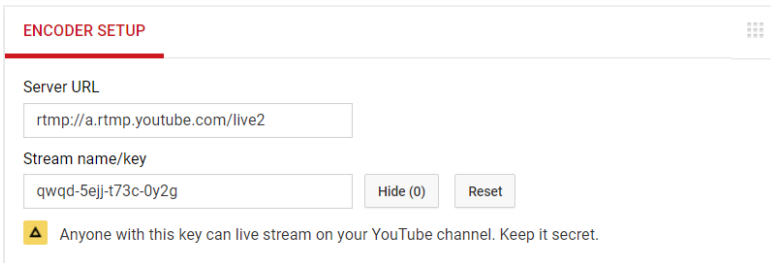 ENCODER SETUP
Server URL
rtmp://a.rtmp.youtube.com/live2
Stream name/key
qwqd-5ejj-t73c-0y2g
Hide (0)
Reset
Anyone with this key can live stream on your YouTube channel. Keep it secret.